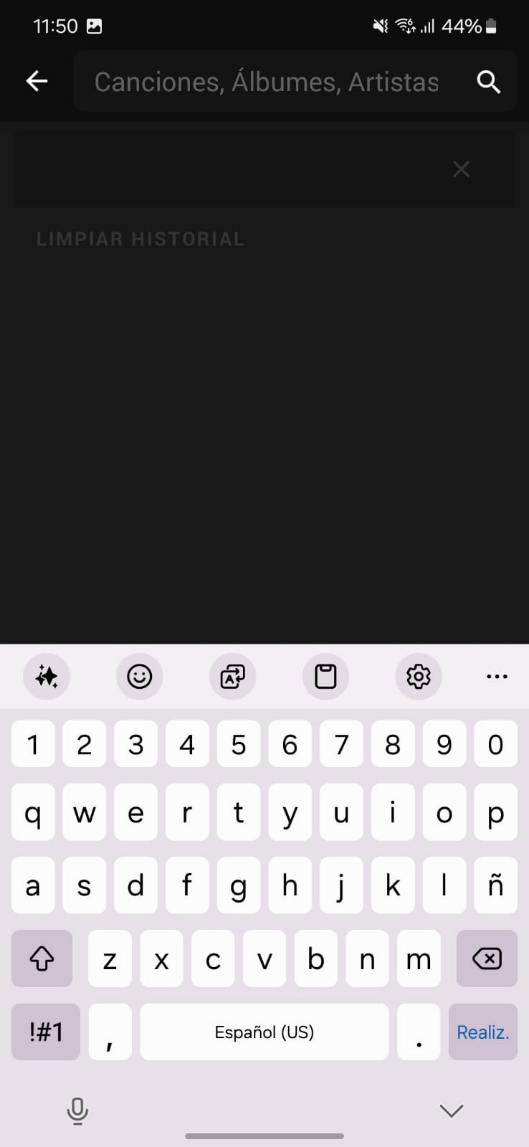 11:50 44%
Canciones, Álbumes, Artistas
LIMPIAR HISTORIAL
1 2 3 4 5 6 7 8 9 0
q w e r t y u i o p
a s d f g h j k l ñ
z x c v b n m
!#1 , Español (US) . Realiz.